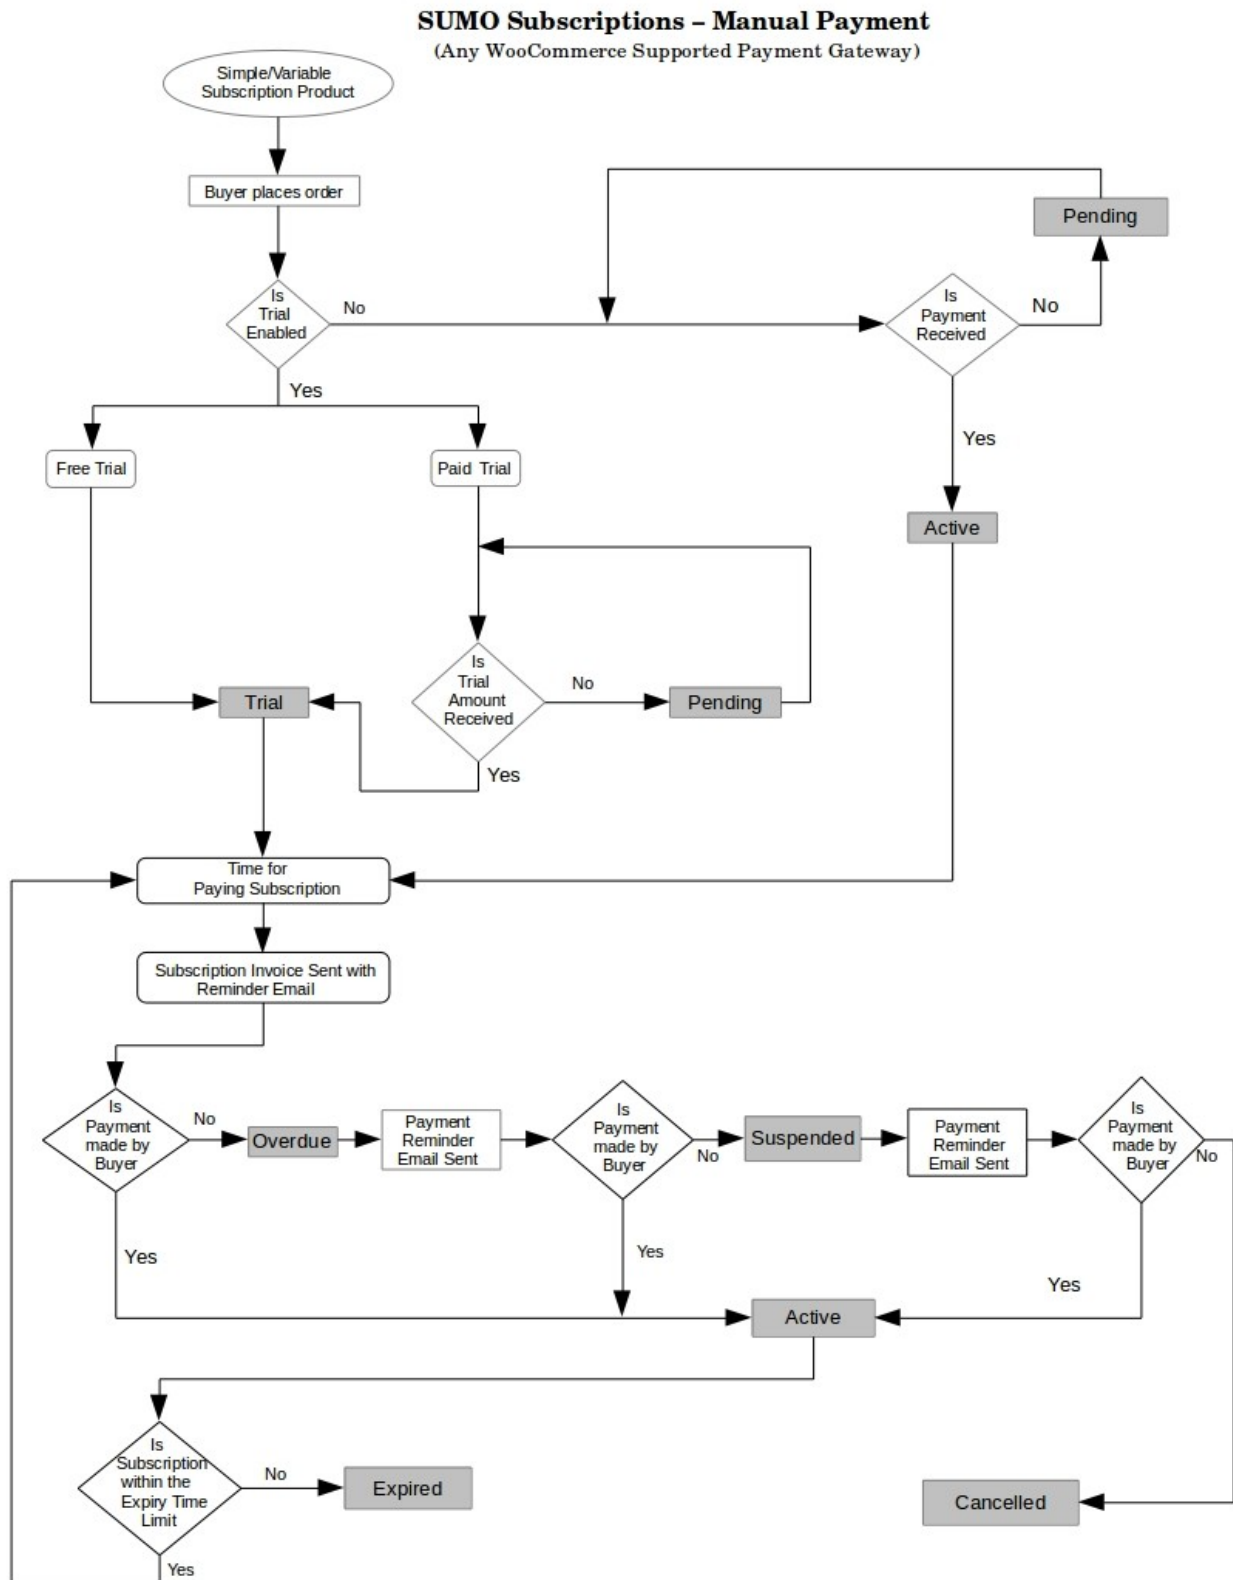 SUMO Subscriptions – Manual Payment
(Any WooCommerce Supported Payment Gateway)
Simple/Variable
Subscription Product
Buyer places order
Pending
Is
Trial
Enabled
No
Is
Payment
Received
No
Yes
Yes
Free Trial
Paid Trial
Active
Is
Trial
Amount
Received
No
Pending
Trial
Yes
Time for
Paying Subscription
Subscription Invoice Sent with
Reminder Email
Is
Payment
made by
Buyer
No
Overdue
Payment
Reminder
Email Sent
Is
Payment
made by
Buyer
No
Suspended
Payment
Reminder
Email Sent
Is
Payment
made by
Buyer
No
Yes
Yes
Yes
Active
Is
Subscription
within the
Expiry Time
Limit
No
Expired
Cancelled
Yes